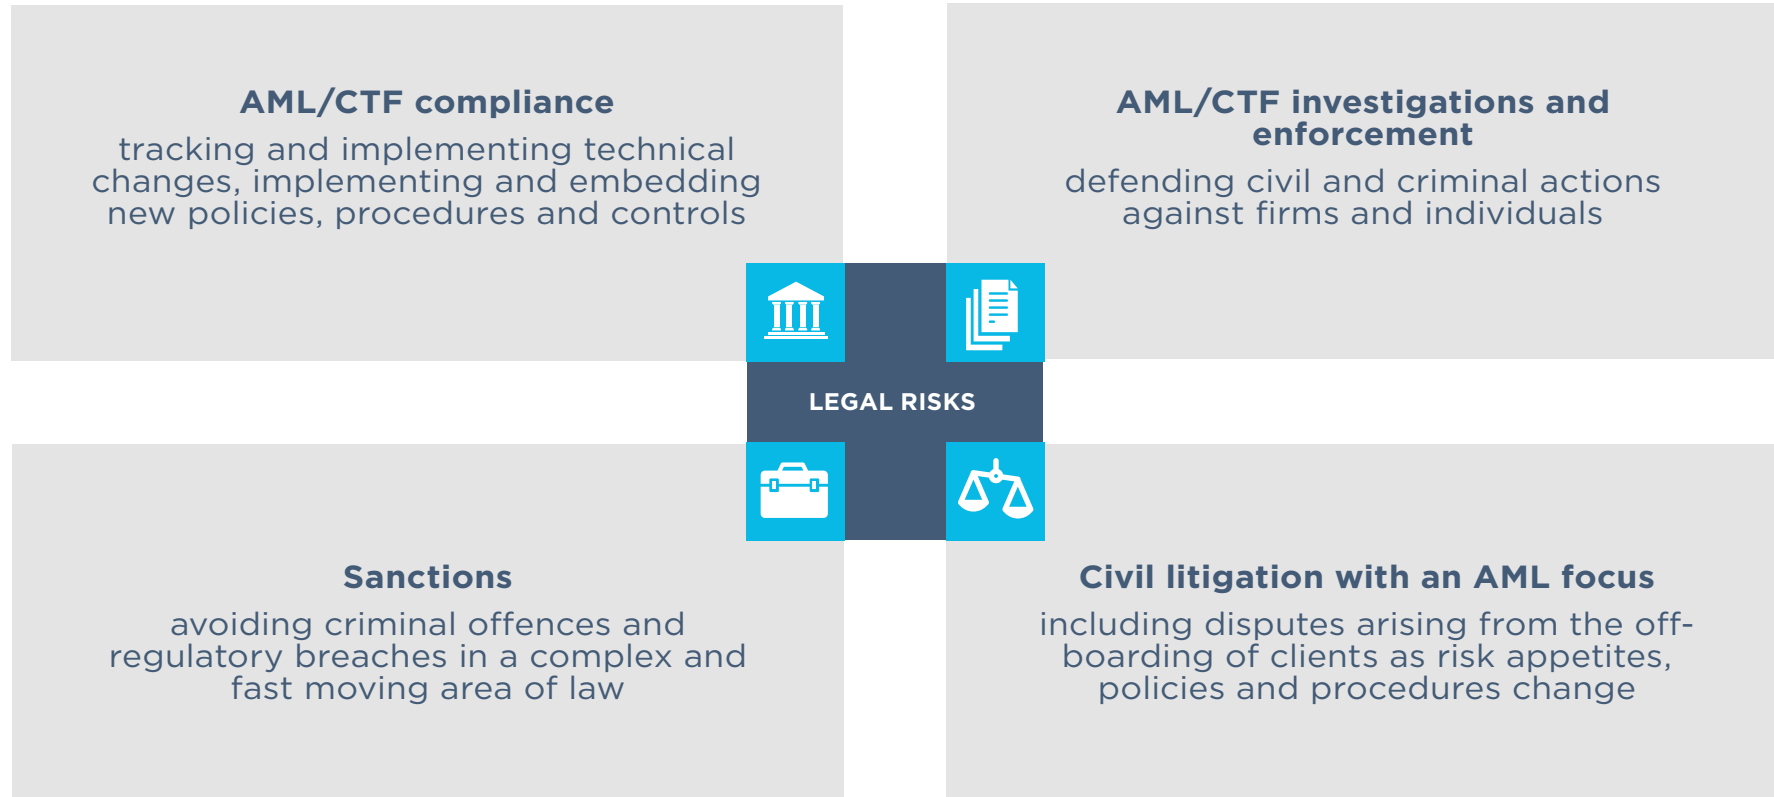 AML/CTF compliance
tracking and implementing technical
changes, implementing and embedding
new policies, procedures and controls
AML/CTF investigations and
enforcement
defending civil and criminal actions
against firms and individuals
LEGAL RISKS
Sanctions
avoiding criminal offences and
regulatory breaches in a complex and
fast moving area of law
Civil litigation with an AML focus
including disputes arising from the off-
boarding of clients as risk appetites,
policies and procedures change